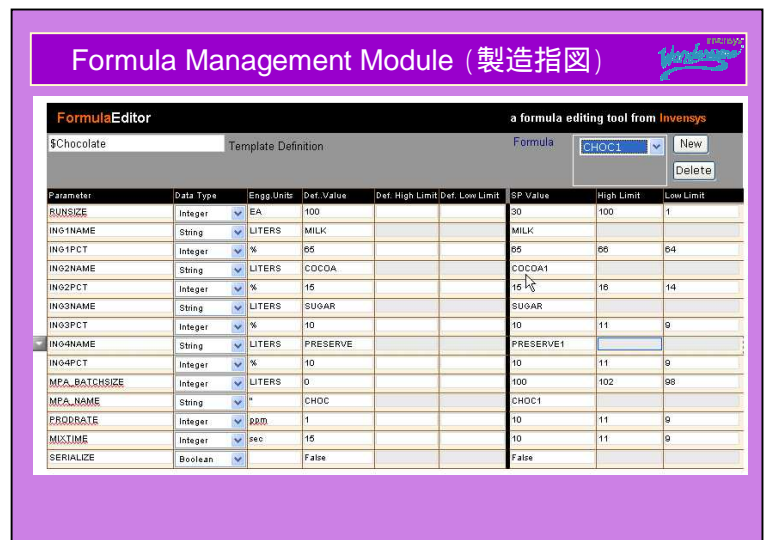 Formula Management Module (製造指図)
invensys
Wonderware
FormulaEditor a formula editing tool from Invensys
$Chocolate Template Definition Formula CHOC1 New
Delete
Parameter Data Type Engg.Units Def..Value Def. High Limit Def. Low Limit SP Value High Limit Low Limit
RUNSIZE Integer EA 100 30 100 1
ING1NAME String LITERS MILK MILK
ING1PCT Integer % 65 65 66 64
ING2NAME String LITERS COCOA COCOA1
ING2PCT Integer % 15 15 16 14
ING3NAME String LITERS SUGAR SUGAR
ING3PCT Integer % 10 10 11 9
ING4NAME String LITERS PRESERVE PRESERVE1
ING4PCT Integer % 10 10 11 9
MPA_BATCHSIZE Integer LITERS 0 100 102 98
MPA_NAME String " CHOC CHOC1
PRODRATE Integer ppm 1 10 11 9
MIXTIME Integer sec 15 10 11 9
SERIALIZE Boolean False False